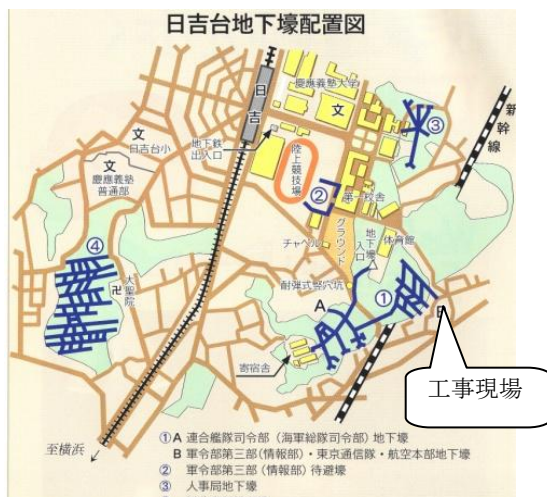 日吉台地下壕配置図
慶應義塾大学
文
日吉
新幹線
文
日吉台小
地下鉄
出入口
③
陸上競技場
文
慶應義塾
普通部
②
第一校舎
チャペル
グラウンド
地下壕
入口
体育館
④
卍
大聖院
耐弾式竪穴坑
A
①
B
寄宿舎
工事現場
至横浜
①A 連合艦隊司令部(海軍総隊司令部)地下壕
B 軍令部第三部(情報部)・東京通信隊・航空本部地下壕
② 軍令部第三部(情報部)待避壕
③ 人事局地下壕